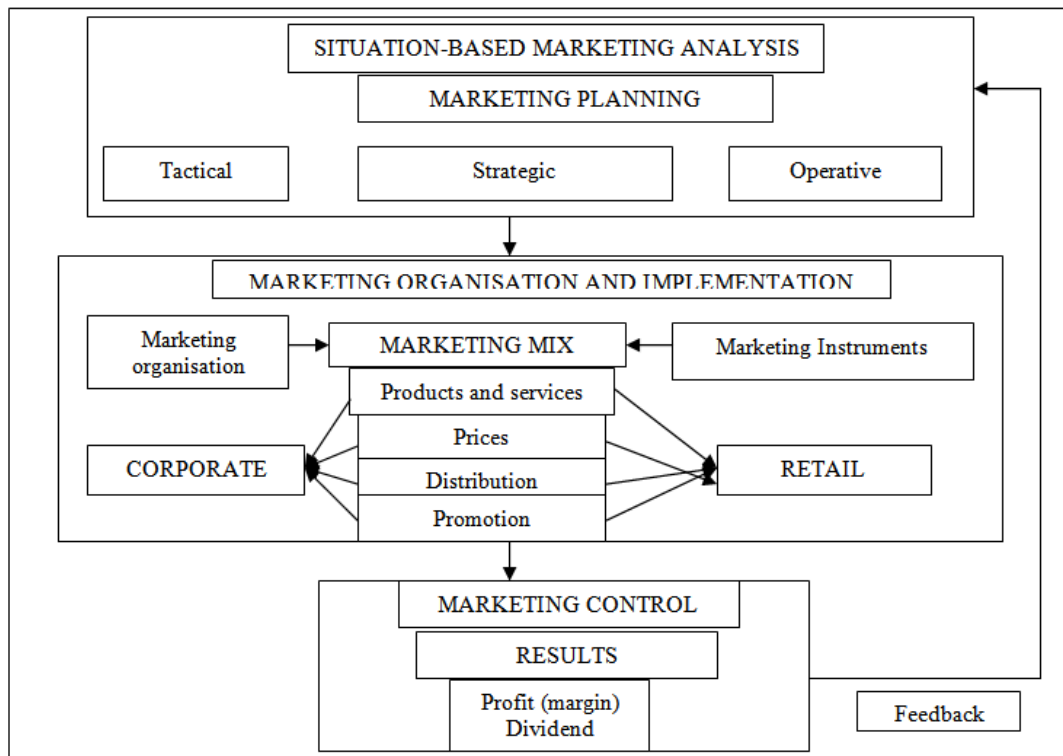 SITUATION-BASED MARKETING ANALYSIS
MARKETING PLANNING
Tactical
Strategic
Operative
MARKETING ORGANISATION AND IMPLEMENTATION
Marketing
organisation
MARKETING MIX
Marketing Instruments
Products and services
Prices
CORPORATE
RETAIL
Distribution
Promotion
MARKETING CONTROL
RESULTS
Profit (margin)
Dividend
Feedback